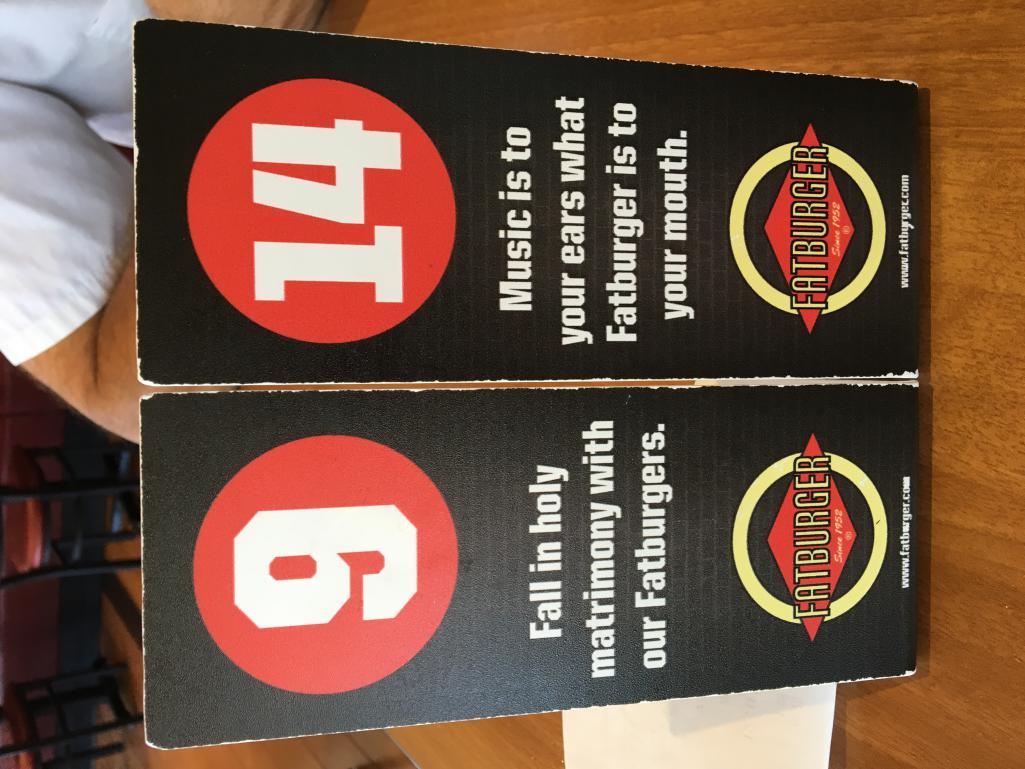 9
Fall in holy
matrimony with
our Fatburgers.
FATBURGER
Since 1952
®
www.fatburger.com
14
Music is to
your ears what
Fatburger is to
your mouth.
FATBURGER
Since 1952
®
www.fatburger.com